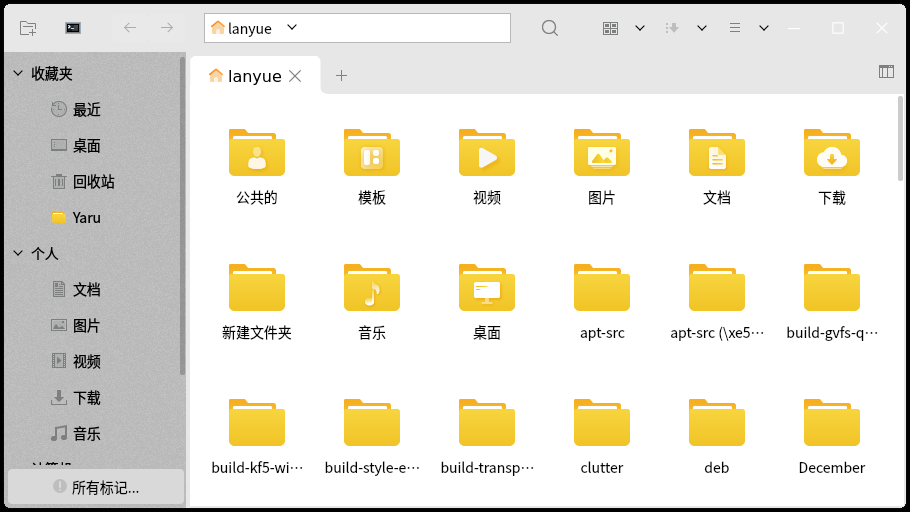 lanyue
lanyue
收藏夹
最近
桌面
回收站
Yaru
个人
文档
图片
视频
下载
音乐
所有标记...
公共的
模板
视频
图片
文档
下载
新建文件夹
音乐
桌面
apt-src
apt-src (\xe5…
build-gvfs-q…
build-kf5-wi…
build-style-e…
build-transp…
clutter
deb
December